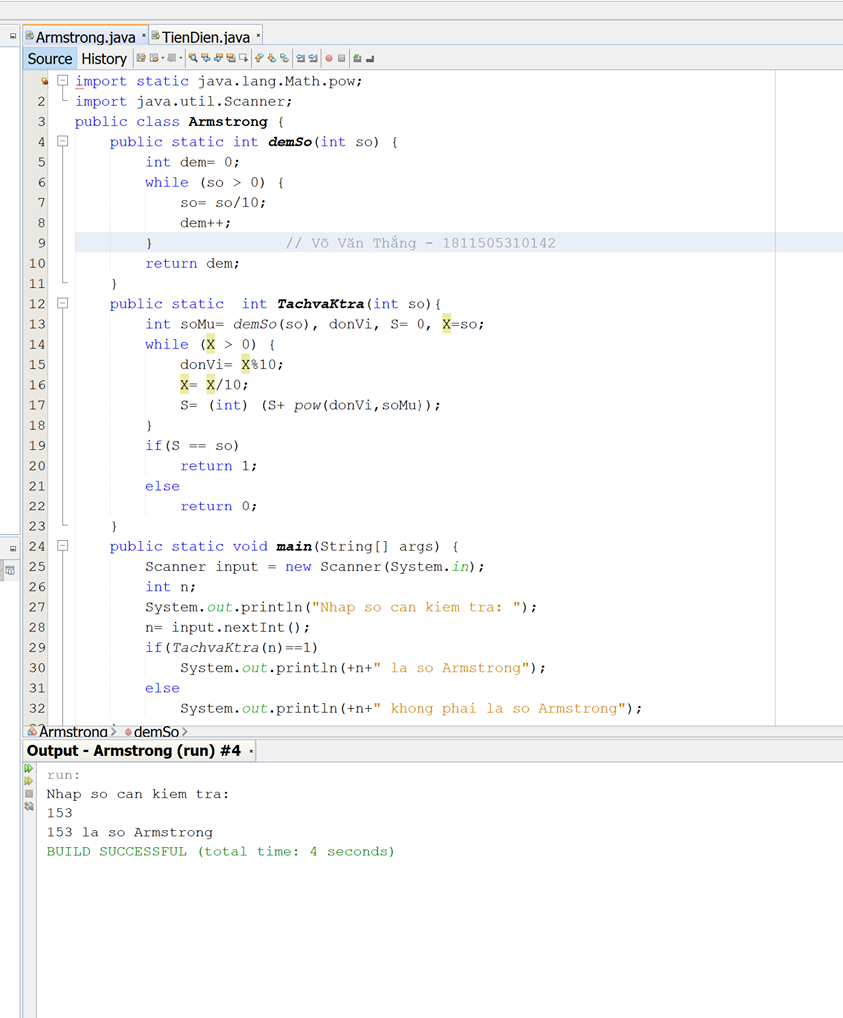 Armstrong.java TienDien.java
Source History
import static java.lang.Math.pow;
2 import java.util.Scanner;
3 public class Armstrong {
4 public static int demSo(int so) {
5 int dem= 0;
6 while (so > 0) {
7 so= so/10;
8 dem++;
9 } // Võ Văn Thắng - 1811505310142
10 return dem;
11 }
12 public static  int TachvaKtra(int so){
13 int soMu= demSo(so), donVi, S= 0, X=so;
14 while (X > 0) {
15 donVi= X%10;
16 X= X/10;
17 S= (int) (S+ pow(donVi,soMu));
18 }
19 if(S == so)
20 return 1;
21 else
22 return 0;
23 }
24 public static void main(String[] args) {
25 Scanner input = new Scanner(System.in);
26 int n;
27 System.out.println("Nhap so can kiem tra: ");
28 n= input.nextInt();
29 if(TachvaKtra(n)==1)
30 System.out.println(+n+" la so Armstrong");
31 else
32 System.out.println(+n+" khong phai la so Armstrong");
Armstrong demSo
Output - Armstrong (run) #4
run:
Nhap so can kiem tra:
153
153 la so Armstrong
BUILD SUCCESSFUL (total time: 4 seconds)